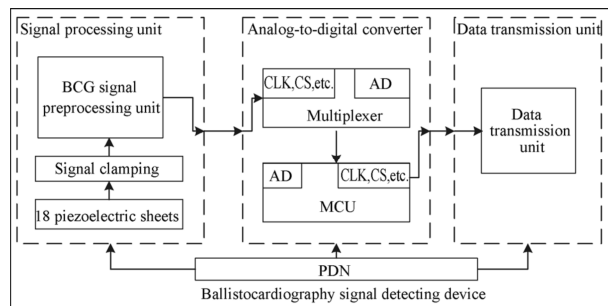 Signal processing unit
BCG signal
preprocessing unit
Signal clamping
18 piezoelectric sheets
Analog-to-digital converter
CLK,CS,etc.
AD
Multiplexer
AD
CLK,CS,etc.
MCU
Data transmission unit
Data
transmission
unit
PDN
Ballistocardiography signal detecting device